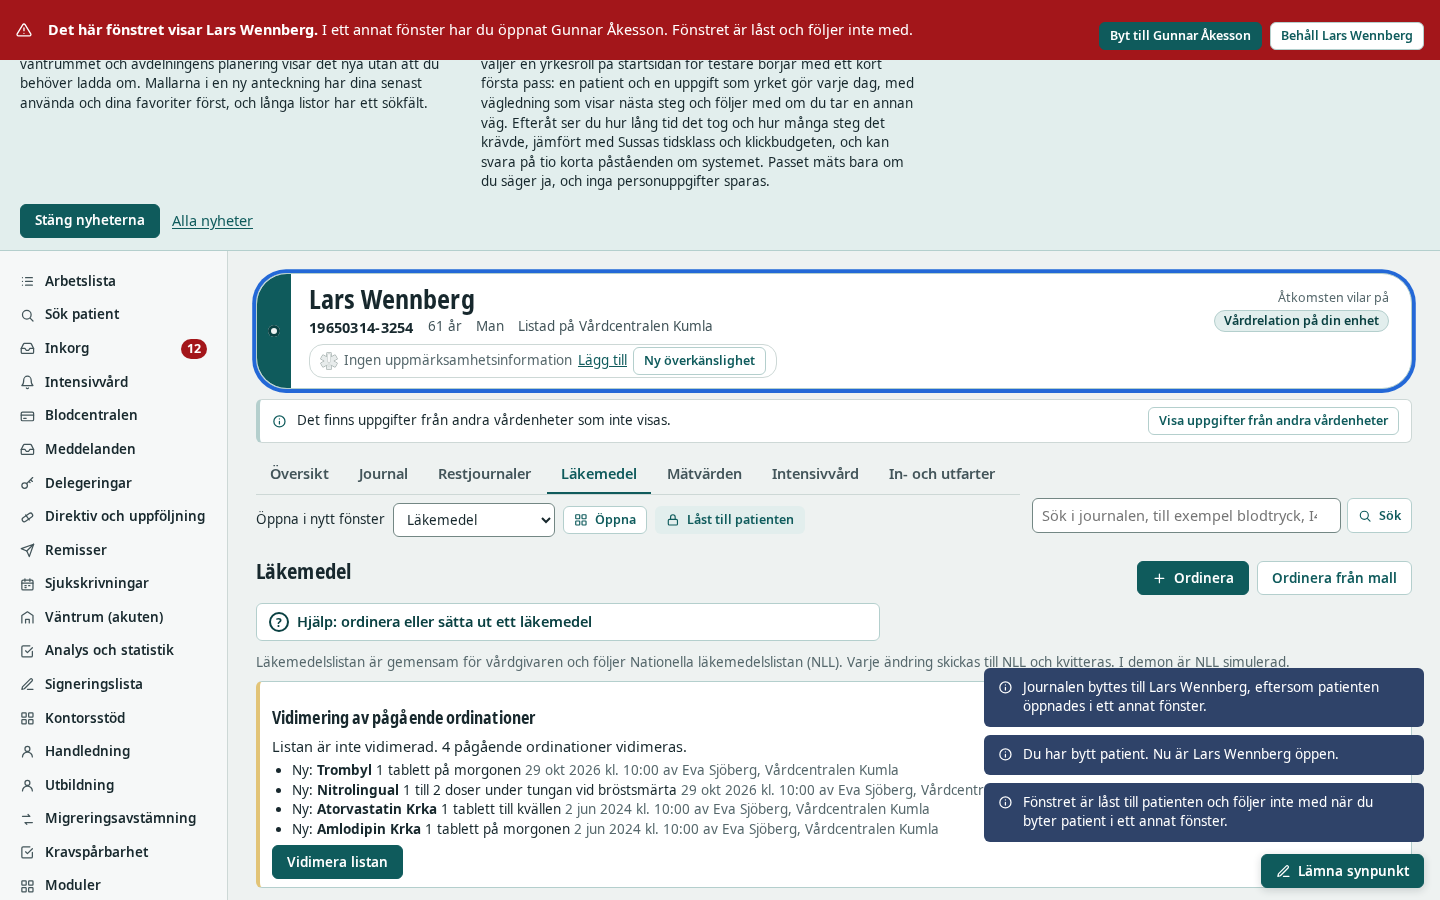 Det här fönstret visar Lars Wennberg. I ett annat fönster har du öppnat Gunnar Åkesson. Fönstret är låst och följer inte med.
Byt till Gunnar Åkesson
Behåll Lars Wennberg
väntrummet och avdelningens planering visar det nya utan att du
behöver ladda om. Mallarna i en ny anteckning har dina senast
använda och dina favoriter först, och långa listor har ett sökfält.
väljer en yrkesroll på startsidan för testare börjar med ett kort
första pass: en patient och en uppgift som yrket gör varje dag, med
vägledning som visar nästa steg och följer med om du tar en annan
väg. Efteråt ser du hur lång tid det tog och hur många steg det
krävde, jämfört med Sussas tidsklass och klickbudgeten, och kan
svara på tio korta påståenden om systemet. Passet mäts bara om
du säger ja, och inga personuppgifter sparas.
Stäng nyheterna
Alla nyheter
Arbetslista
Sök patient
Inkorg
12
Intensivvård
Blodcentralen
Meddelanden
Delegeringar
Direktiv och uppföljning
Remisser
Sjukskrivningar
Väntrum (akuten)
Analys och statistik
Signeringslista
Kontorsstöd
Handledning
Utbildning
Migreringsavstämning
Kravspårbarhet
Moduler
Lars Wennberg
19650314-3254 61 år Man Listad på Vårdcentralen Kumla
Ingen uppmärksamhetsinformation Lägg till Ny överkänslighet
Åtkomsten vilar på
Vårdrelation på din enhet
Det finns uppgifter från andra vårdenheter som inte visas.
Visa uppgifter från andra vårdenheter
Översikt Journal Restjournaler Läkemedel Mätvärden Intensivvård In- och utfarter
Öppna i nytt fönster Läkemedel Öppna Låst till patienten
Sök i journalen, till exempel blodtryck, I
Sök
Läkemedel
Ordinera
Ordinera från mall
? Hjälp: ordinera eller sätta ut ett läkemedel
Läkemedelslistan är gemensam för vårdgivaren och följer Nationella läkemedelslistan (NLL). Varje ändring skickas till NLL och kvitteras. I demon är NLL simulerad.
Vidimering av pågående ordinationer
Listan är inte vidimerad. 4 pågående ordinationer vidimeras.
Ny: Trombyl 1 tablett på morgonen 29 okt 2026 kl. 10:00 av Eva Sjöberg, Vårdcentralen Kumla
Ny: Nitrolingual 1 till 2 doser under tungan vid bröstsmärta 29 okt 2026 kl. 10:00 av Eva Sjöberg, Vårdcentr
Ny: Atorvastatin Krka 1 tablett till kvällen 2 jun 2024 kl. 10:00 av Eva Sjöberg, Vårdcentralen Kumla
Ny: Amlodipin Krka 1 tablett på morgonen 2 jun 2024 kl. 10:00 av Eva Sjöberg, Vårdcentralen Kumla
Vidimera listan
Journalen byttes till Lars Wennberg, eftersom patienten
öppnades i ett annat fönster.
Du har bytt patient. Nu är Lars Wennberg öppen.
Fönstret är låst till patienten och följer inte med när du
byter patient i ett annat fönster.
Lämna synpunkt